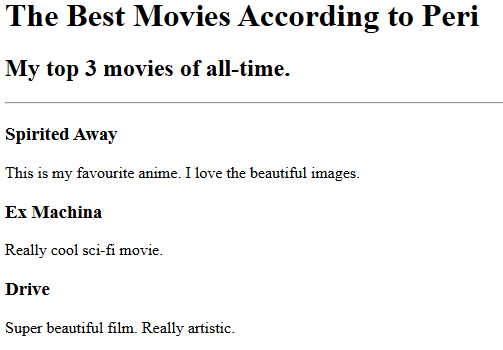 The Best Movies According to Peri
My top 3 movies of all-time.
Spirited Away
This is my favourite anime. I love the beautiful images.
Ex Machina
Really cool sci-fi movie.
Drive
Super beautiful film. Really artistic.